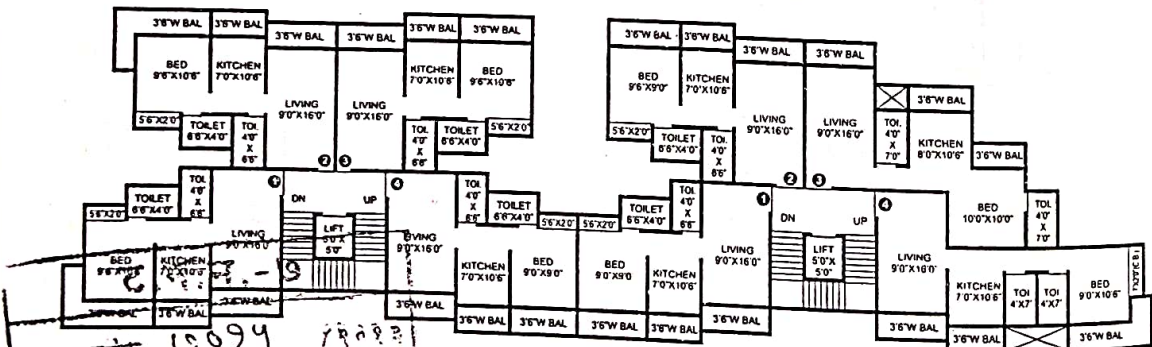 3'6"W BAL 3'6"W BAL 3'6"W BAL 3'6"W BAL 3'6"W BAL 3'6"W BAL
BED 9'6"X10'6"
KITCHEN 7'0"X10'6"
LIVING 9'0"X16'0"
LIVING 9'0"X16'0"
KITCHEN 7'0"X10'6"
BED 9'6"X10'6"
5'6"X2'0"
TOILET 6'6"X4'0"
TOI. 4'0" X 6'6"
2 3
TOI. 4'0" X 6'6"
TOILET 6'6"X4'0"
5'6"X2'0"
3'6"W BAL 3'6"W BAL 3'6"W BAL 3'6"W BAL
BED 9'6"X9'0"
KITCHEN 7'0"X10'6"
LIVING 9'0"X16'0"
LIVING 9'0"X16'0"
3'6"W BAL
TOI. 4'0" X 7'0"
KITCHEN 8'0"X10'6"
3'6"W BAL
5'6"X2'0"
TOILET 6'6"X4'0"
TOI. 4'0" X 6'6"
2 3
BED 10'0"X10'0"
TOI. 4'0" X 7'0"
5'6"X2'0"
TOILET 6'6"X4'0"
TOI. 4'0" X 6'6"
1
DN UP
LIFT 5'0"X 5'0"
4
LIVING 9'0"X16'0"
LIVING 9'0"X16'0"
BED
KITCHEN 7'0"X10'6"
3'6"W BAL 3'6"W BAL 3'6"W BAL
10094
TOI. 4'0" X 6'6"
TOILET 6'6"X4'0"
5'6"X2'0" 5'6"X2'0"
TOILET 6'6"X4'0"
TOI. 4'0" X 6'6"
KITCHEN 7'0"X10'6"
BED 9'0"X9'0"
BED 9'0"X9'0"
KITCHEN 7'0"X10'6"
LIVING 9'0"X16'0"
3'6"W BAL 3'6"W BAL 3'6"W BAL 3'6"W BAL 3'6"W BAL 3'6"W BAL
1
DN UP
LIFT 5'0"X 5'0"
4
LIVING 9'0"X16'0"
KITCHEN 7'0"X10'6"
TOI 4'X7'
TOI 4'X7'
BED 9'0"X10'6"
3'6"W BAL 3'6"W BAL 3'6"W BAL